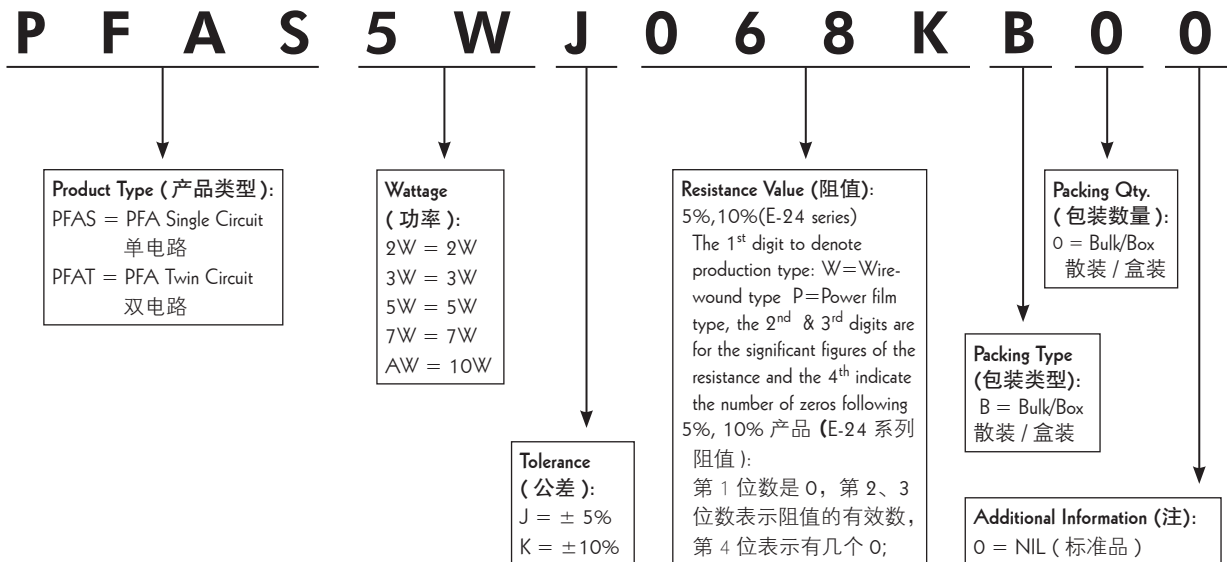 PFAS5WJ068KB00
Product Type (产品类型):
PFAS = PFA Single Circuit
单电路
PFAT = PFA Twin Circuit
双电路
Wattage
(功率):
2W = 2W
3W = 3W
5W = 5W
7W = 7W
AW = 10W
Tolerance
(公差):
J = ± 5%
K = ±10%
Resistance Value (阻值):
5%,10%(E-24 series)
The 1st digit to denote
production type: W=Wire-
wound type P=Power film
type, the 2nd & 3rd digits are
for the significant figures of the
resistance and the 4th indicate
the number of zeros following
5%, 10% 产品 (E-24 系列
阻值):
第 1 位数是 0, 第 2、3
位数表示阻值的有效数,
第 4 位表示有几个 0;
Packing Type
(包装类型):
B = Bulk/Box
散装 / 盒装
Packing Qty.
(包装数量):
0 = Bulk/Box
散装 / 盒装
Additional Information (注):
0 = NIL (标准品)